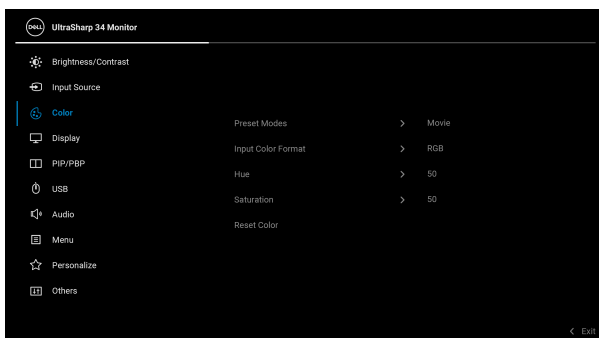 DELL UltraSharp 34 Monitor
Brightness/Contrast
Input Source
Color
Display
PIP/PBP
USB
Audio
Menu
Personalize
Others
Preset Modes > Movie
Input Color Format > RGB
Hue > 50
Saturation > 50
Reset Color
< Exit